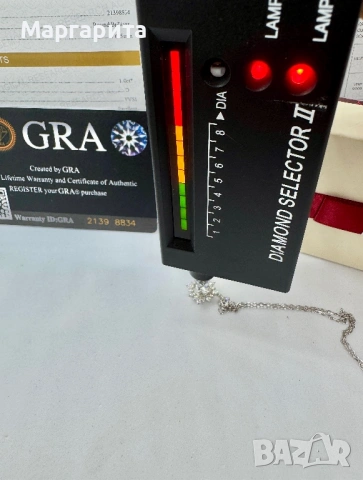 Маргарита
21398834
GRA
Created by GRA
Lifetime Warranty and Certificate of Authentic
REGISTER your GRA® purchase
Warranty ID:GRA 2139 8834
LAMP
LAMP
1 2 3 4 5 6 7 8 ▶ DIA
DIAMOND SELECTOR II
bazar